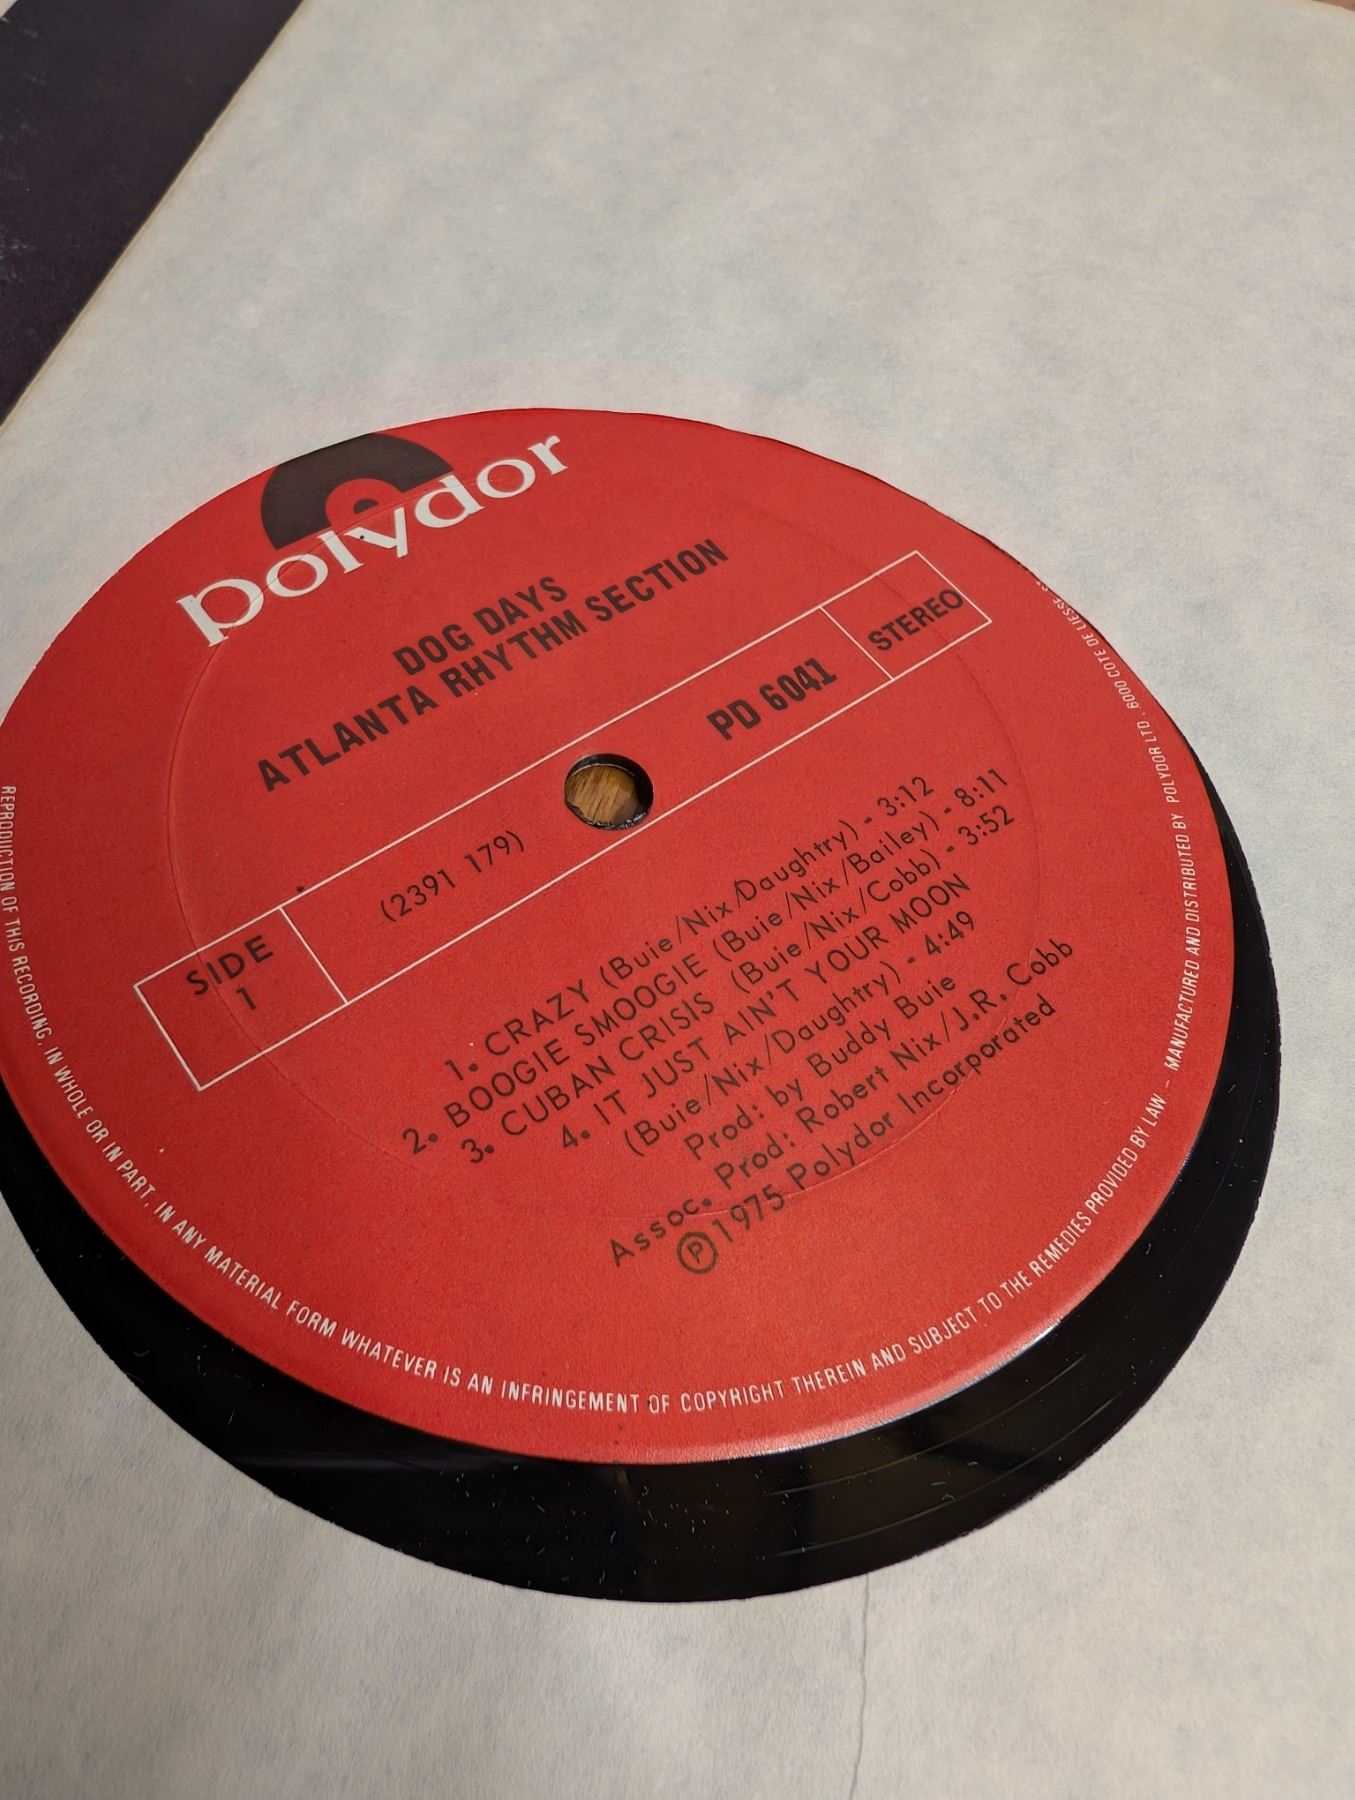 polydor
DOG DAYS
ATLANTA RHYTHM SECTION
STEREO
PD 6041
(2391 179)
SIDE
1
1. CRAZY (Buie/Nix/Daughtry) - 3:12
2. BOOGIE SMOOGIE (Buie/Nix/Bailey) - 8:11
3. CUBAN CRISIS (Buie/Nix/Cobb) - 3:52
4. IT JUST AIN'T YOUR MOON
(Buie/Nix/Daughtry) - 4:49
Prod: by Buddy Buie
Assoc. Prod: Robert Nix/J.R. Cobb
℗1975 Polydor Incorporated
REPRODUCTION OF THIS RECORDING, IN WHOLE OR IN PART, IN ANY MATERIAL FORM WHATEVER IS AN INFRINGEMENT OF COPYRIGHT THEREIN AND SUBJECT TO THE REMEDIES PROVIDED BY LAW - MANUFACTURED AND DISTRIBUTED BY POLYDOR LTD., 6000 COTE DE LIESSE